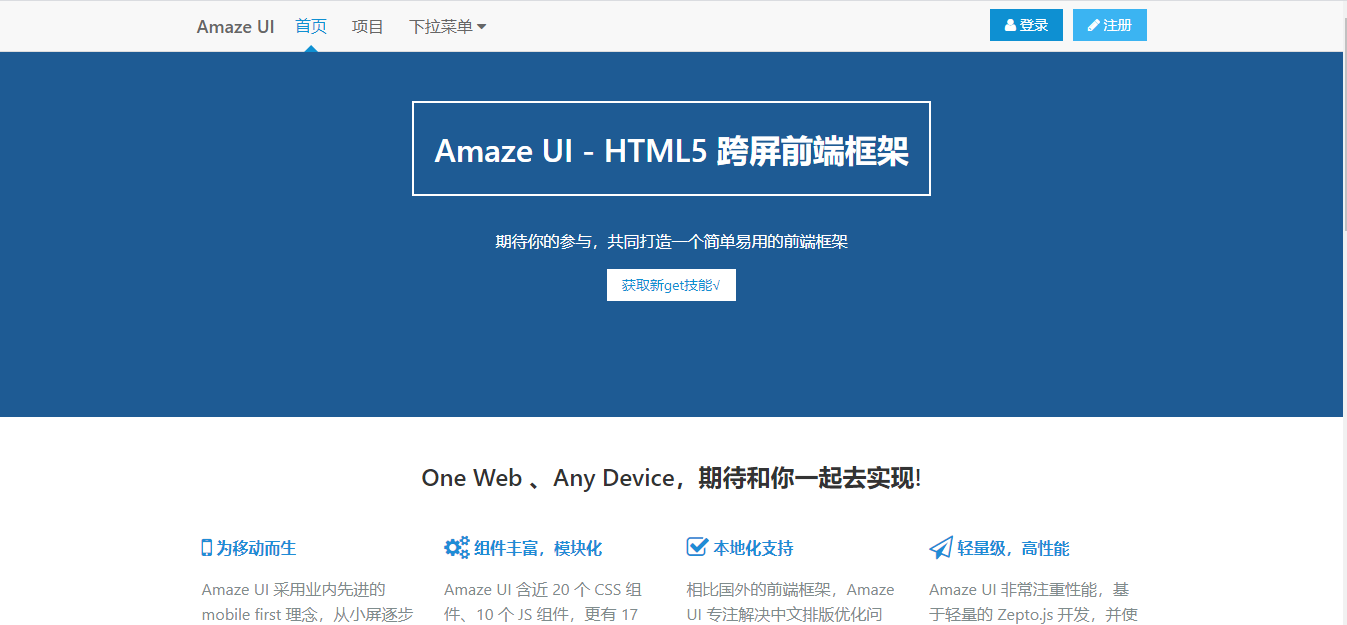 Amaze UI 首页 项目 下拉菜单 登录 注册
Amaze UI - HTML5 跨屏前端框架
期待你的参与，共同打造一个简单易用的前端框架
获取新get技能√
One Web 、Any Device，期待和你一起去实现!
为移动而生
Amaze UI 采用业内先进的
mobile first 理念，从小屏逐步
组件丰富，模块化
Amaze UI 含近 20 个 CSS 组
件、10 个 JS 组件，更有 17
本地化支持
相比国外的前端框架，Amaze
UI 专注解决中文排版优化问
轻量级，高性能
Amaze UI 非常注重性能，基
于轻量的 Zepto.js 开发，并使